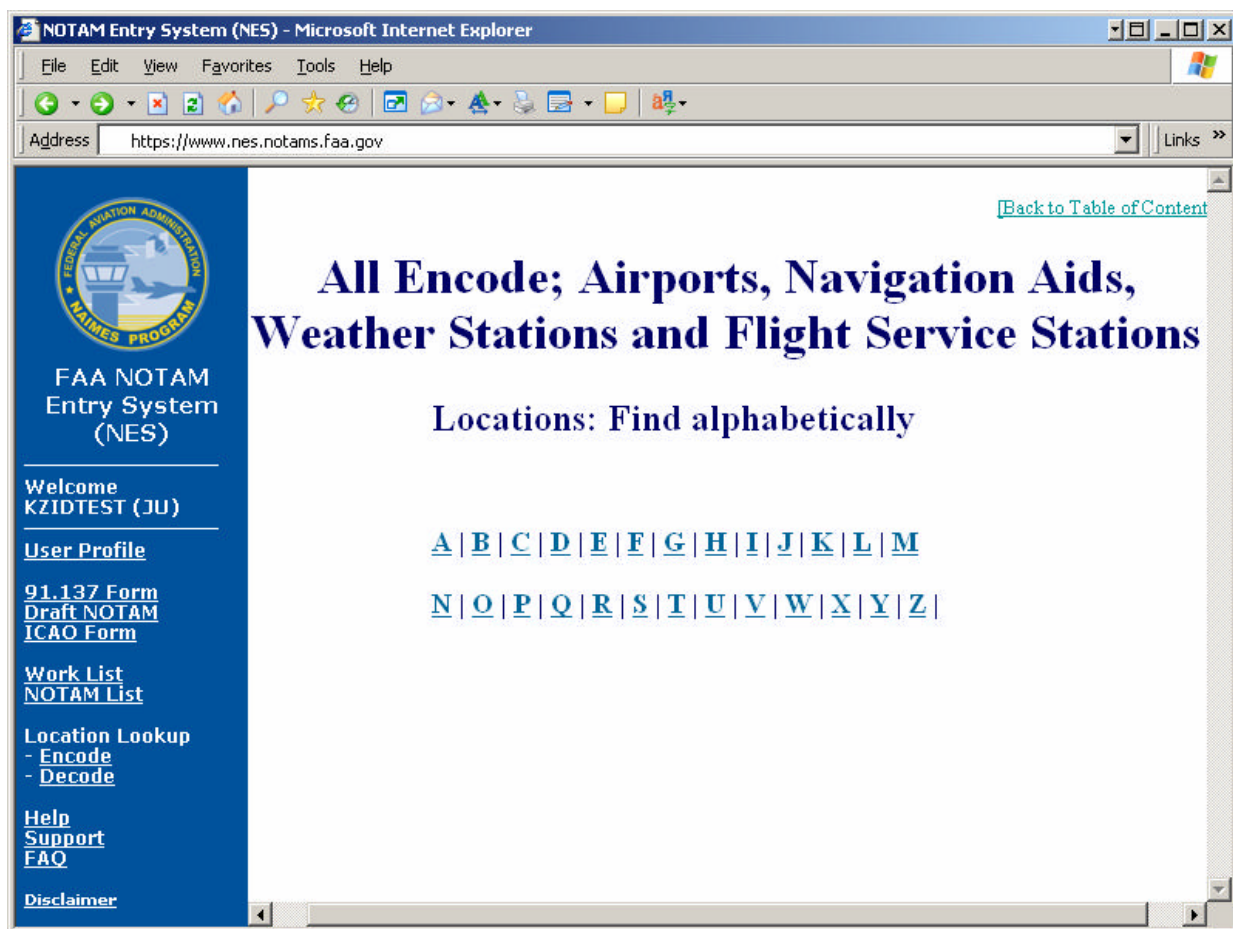 NOTAM Entry System (NES) - Microsoft Internet Explorer
File Edit View Favorites Tools Help
Address https://www.nes.notams.faa.gov Links »
FEDERAL AVIATION ADMINISTRATION
NAIMES PROGRAM
FAA NOTAM
Entry System
(NES)
Welcome
KZIDTEST (JU)
User Profile
91.137 Form
Draft NOTAM
ICAO Form
Work List
NOTAM List
Location Lookup
- Encode
- Decode
Help
Support
FAQ
Disclaimer
[Back to Table of Content
All Encode; Airports, Navigation Aids,
Weather Stations and Flight Service Stations
Locations: Find alphabetically
A | B | C | D | E | F | G | H | I | J | K | L | M
N | O | P | Q | R | S | T | U | V | W | X | Y | Z |